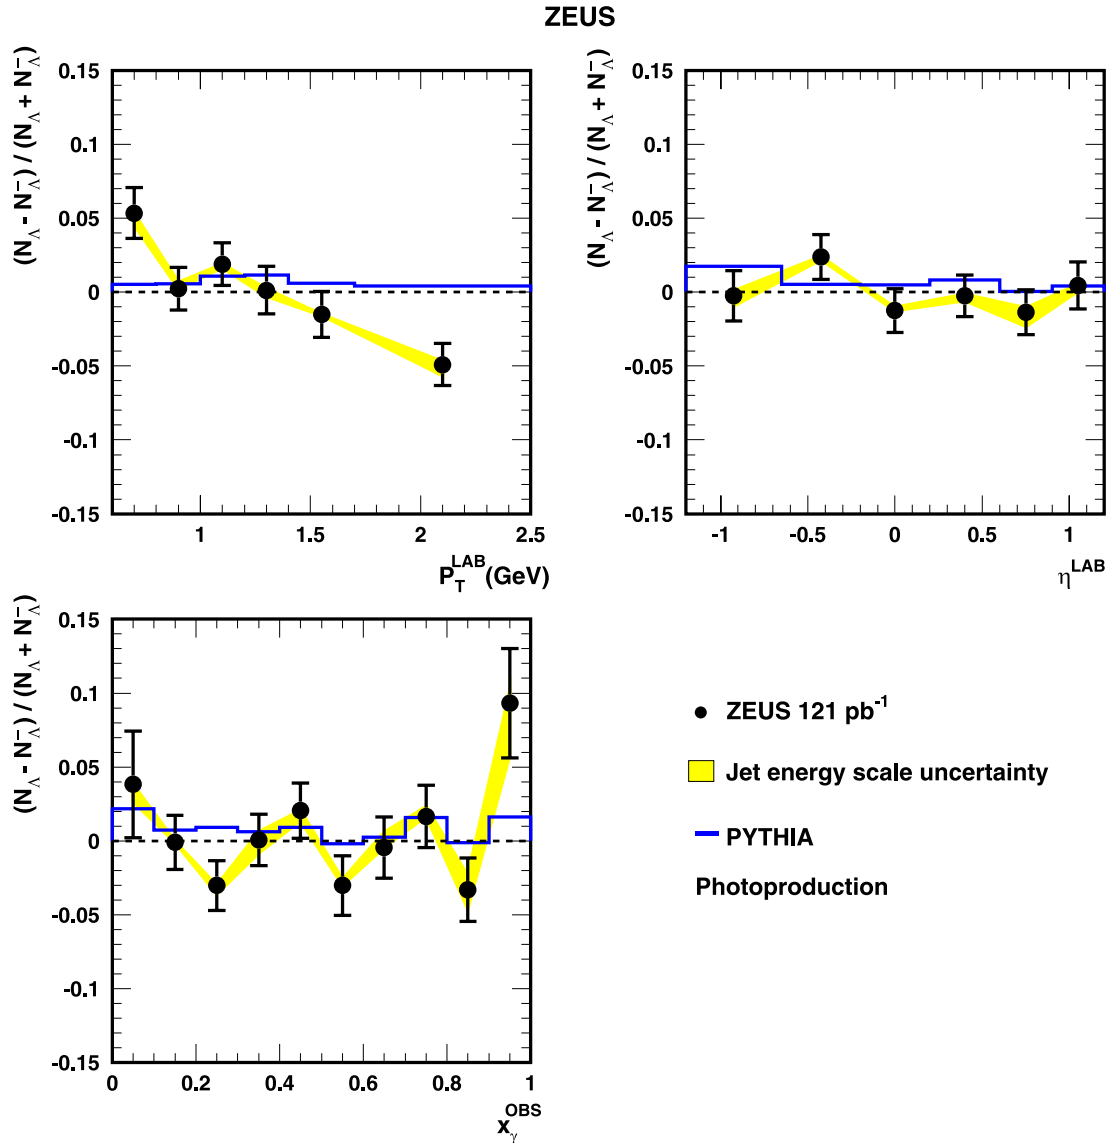 ZEUS
(N_Λ - N_Λ̄) / (N_Λ + N_Λ̄)
0.15
0.1
0.05
0
-0.05
-0.1
-0.15
1 1.5 2 2.5
P_T^LAB(GeV)
(N_Λ - N_Λ̄) / (N_Λ + N_Λ̄)
0.15
0.1
0.05
0
-0.05
-0.1
-0.15
-1 -0.5 0 0.5 1
η^LAB
(N_Λ - N_Λ̄) / (N_Λ + N_Λ̄)
0.15
0.1
0.05
0
-0.05
-0.1
-0.15
0 0.2 0.4 0.6 0.8 1
x_γ^OBS
ZEUS 121 pb⁻¹
Jet energy scale uncertainty
PYTHIA
Photoproduction